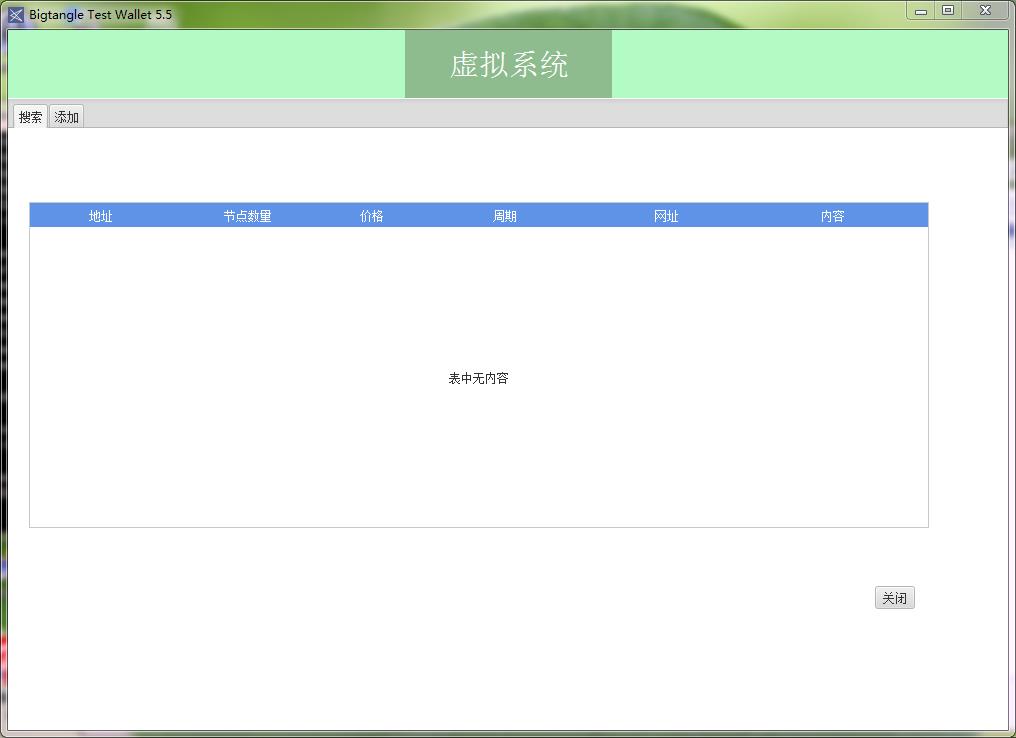 Bigtangle Test Wallet 5.5
虚拟系统
搜索 添加
地址 节点数量 价格 周期 网址 内容
表中无内容
关闭